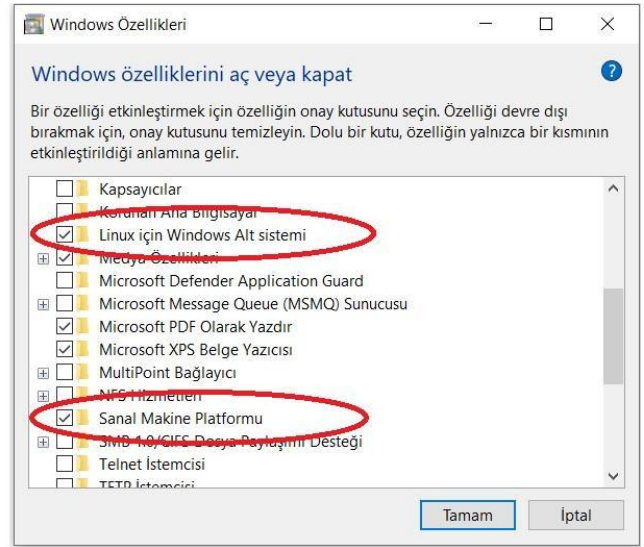 Windows Özellikleri
Windows özelliklerini aç veya kapat
Bir özelliği etkinleştirmek için özelliğin onay kutusunu seçin. Özelliği devre dışı
bırakmak için, onay kutusunu temizleyin. Dolu bir kutu, özelliğin yalnızca bir kısmının
etkinleştirildiği anlamına gelir.
Kapsayıcılar
Korunan Ana Bilgisayar
Linux için Windows Alt sistemi
Medya Özellikleri
Microsoft Defender Application Guard
Microsoft Message Queue (MSMQ) Sunucusu
Microsoft PDF Olarak Yazdır
Microsoft XPS Belge Yazıcısı
MultiPoint Bağlayıcı
NFS Hizmetleri
Sanal Makine Platformu
SMB 1.0/CIFS Dosya Paylaşımı Desteği
Telnet İstemcisi
TFTP İstemcisi
Tamam
İptal